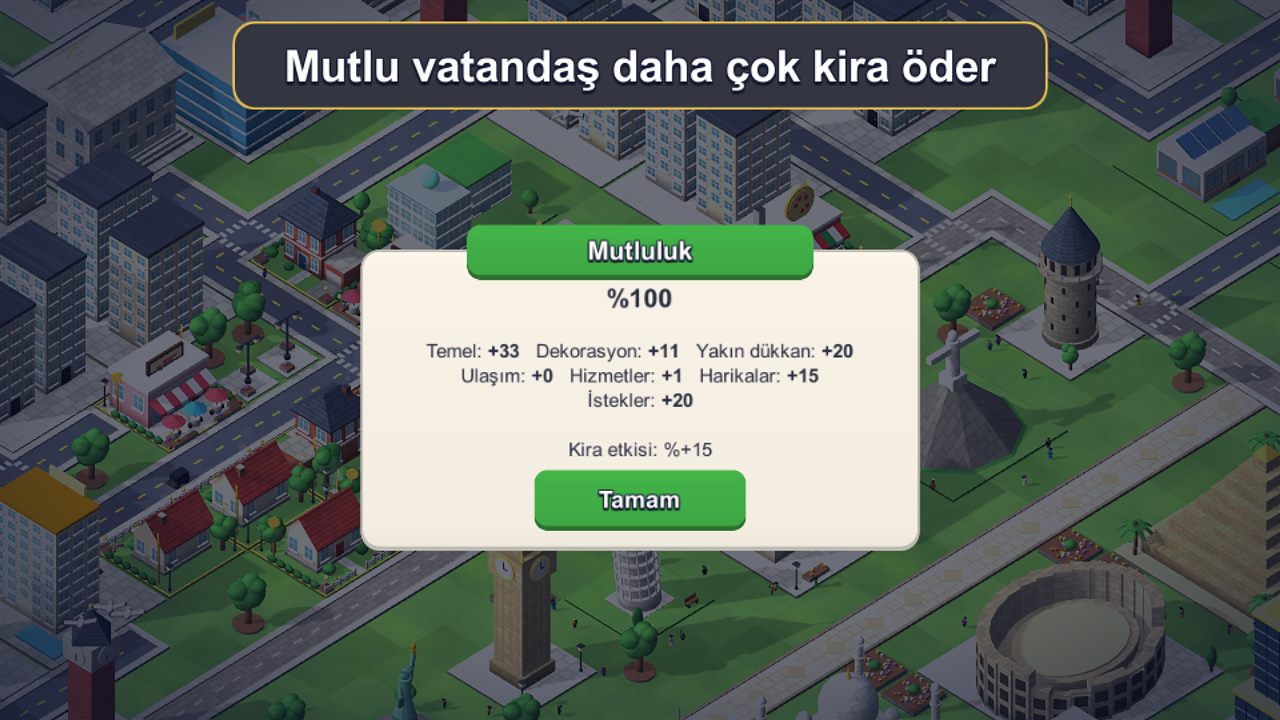 Mutlu vatandaş daha çok kira öder
Mutluluk
%100
Temel: +33 Dekorasyon: +11 Yakın dükkan: +20
Ulaşım: +0 Hizmetler: +1 Harikalar: +15
İstekler: +20
Kira etkisi: %+15
Tamam